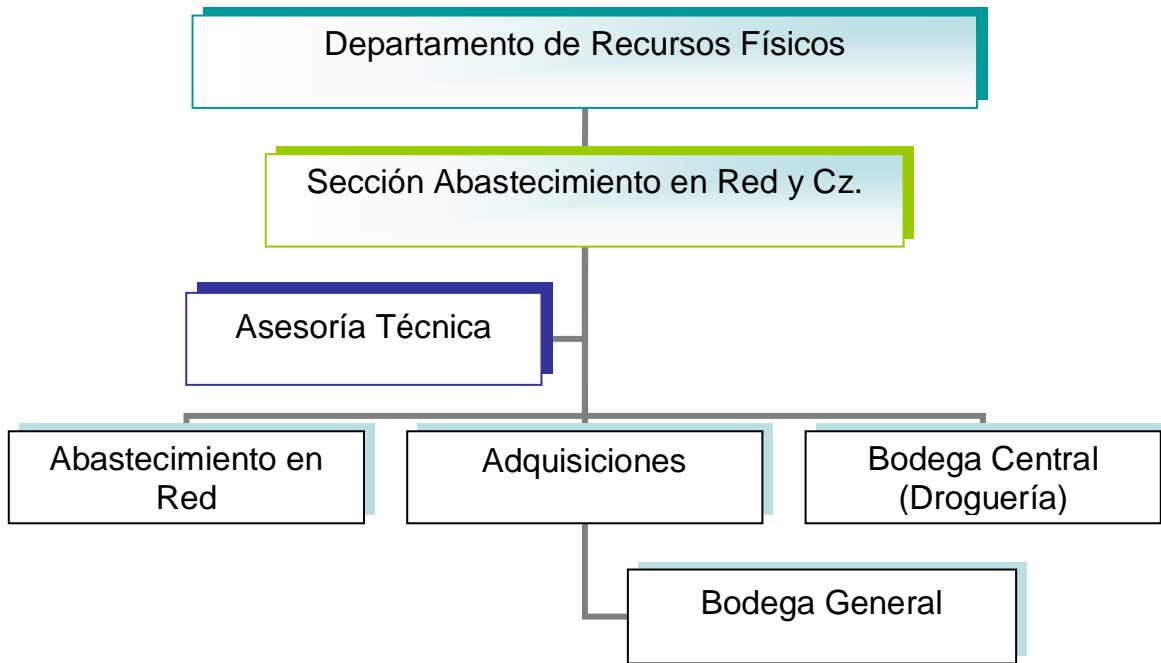 Departamento de Recursos Físicos
Sección Abastecimiento en Red y Cz.
Asesoría Técnica
Abastecimiento en
Red
Adquisiciones
Bodega Central
(Droguería)
Bodega General